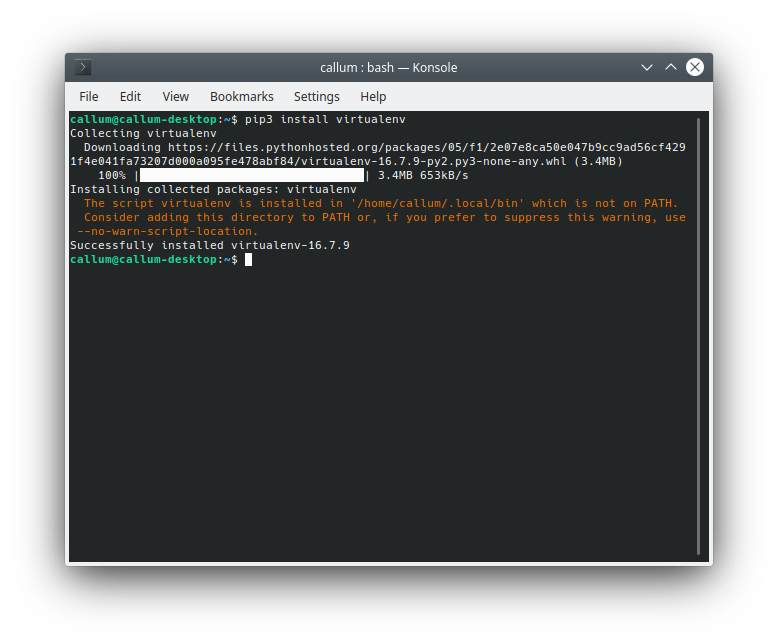 callum : bash — Konsole
File Edit View Bookmarks Settings Help
callum@callum-desktop:~$ pip3 install virtualenv
Collecting virtualenv
  Downloading https://files.pythonhosted.org/packages/05/f1/2e07e8ca50e047b9cc9ad56cf429
1f4e041fa73207d000a095fe478abf84/virtualenv-16.7.9-py2.py3-none-any.whl (3.4MB)
    100% |████████████████████████████████| 3.4MB 653kB/s
Installing collected packages: virtualenv
  The script virtualenv is installed in '/home/callum/.local/bin' which is not on PATH.
  Consider adding this directory to PATH or, if you prefer to suppress this warning, use
 --no-warn-script-location.
Successfully installed virtualenv-16.7.9
callum@callum-desktop:~$